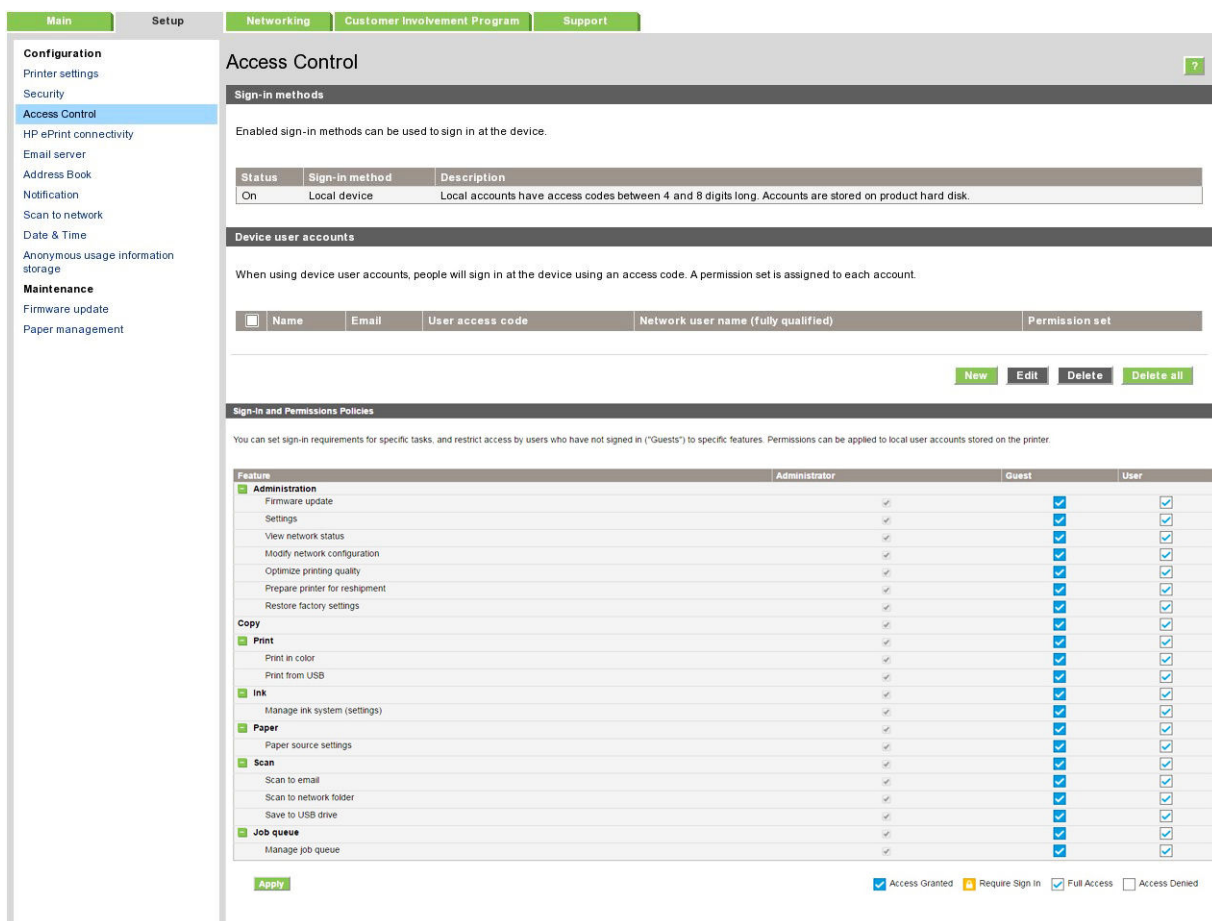 Main Setup Networking Customer Involvement Program Support
Configuration
Printer settings
Security
Access Control
HP ePrint connectivity
Email server
Address Book
Notification
Scan to network
Date & Time
Anonymous usage information
storage
Maintenance
Firmware update
Paper management
Access Control
?
Sign-in methods
Enabled sign-in methods can be used to sign in at the device.
Status Sign-in method Description
On Local device Local accounts have access codes between 4 and 8 digits long. Accounts are stored on product hard disk.
Device user accounts
When using device user accounts, people will sign in at the device using an access code. A permission set is assigned to each account.
Name Email User access code Network user name (fully qualified) Permission set
New Edit Delete Delete all
Sign-In and Permissions Policies
You can set sign-in requirements for specific tasks, and restrict access by users who have not signed in ("Guests") to specific features. Permissions can be applied to local user accounts stored on the printer.
Feature Administrator Guest User
Administration
Firmware update
Settings
View network status
Modify network configuration
Optimize printing quality
Prepare printer for reshipment
Restore factory settings
Copy
Print
Print in color
Print from USB
Ink
Manage ink system (settings)
Paper
Paper source settings
Scan
Scan to email
Scan to network folder
Save to USB drive
Job queue
Manage job queue
Apply Access Granted Require Sign In Full Access Access Denied